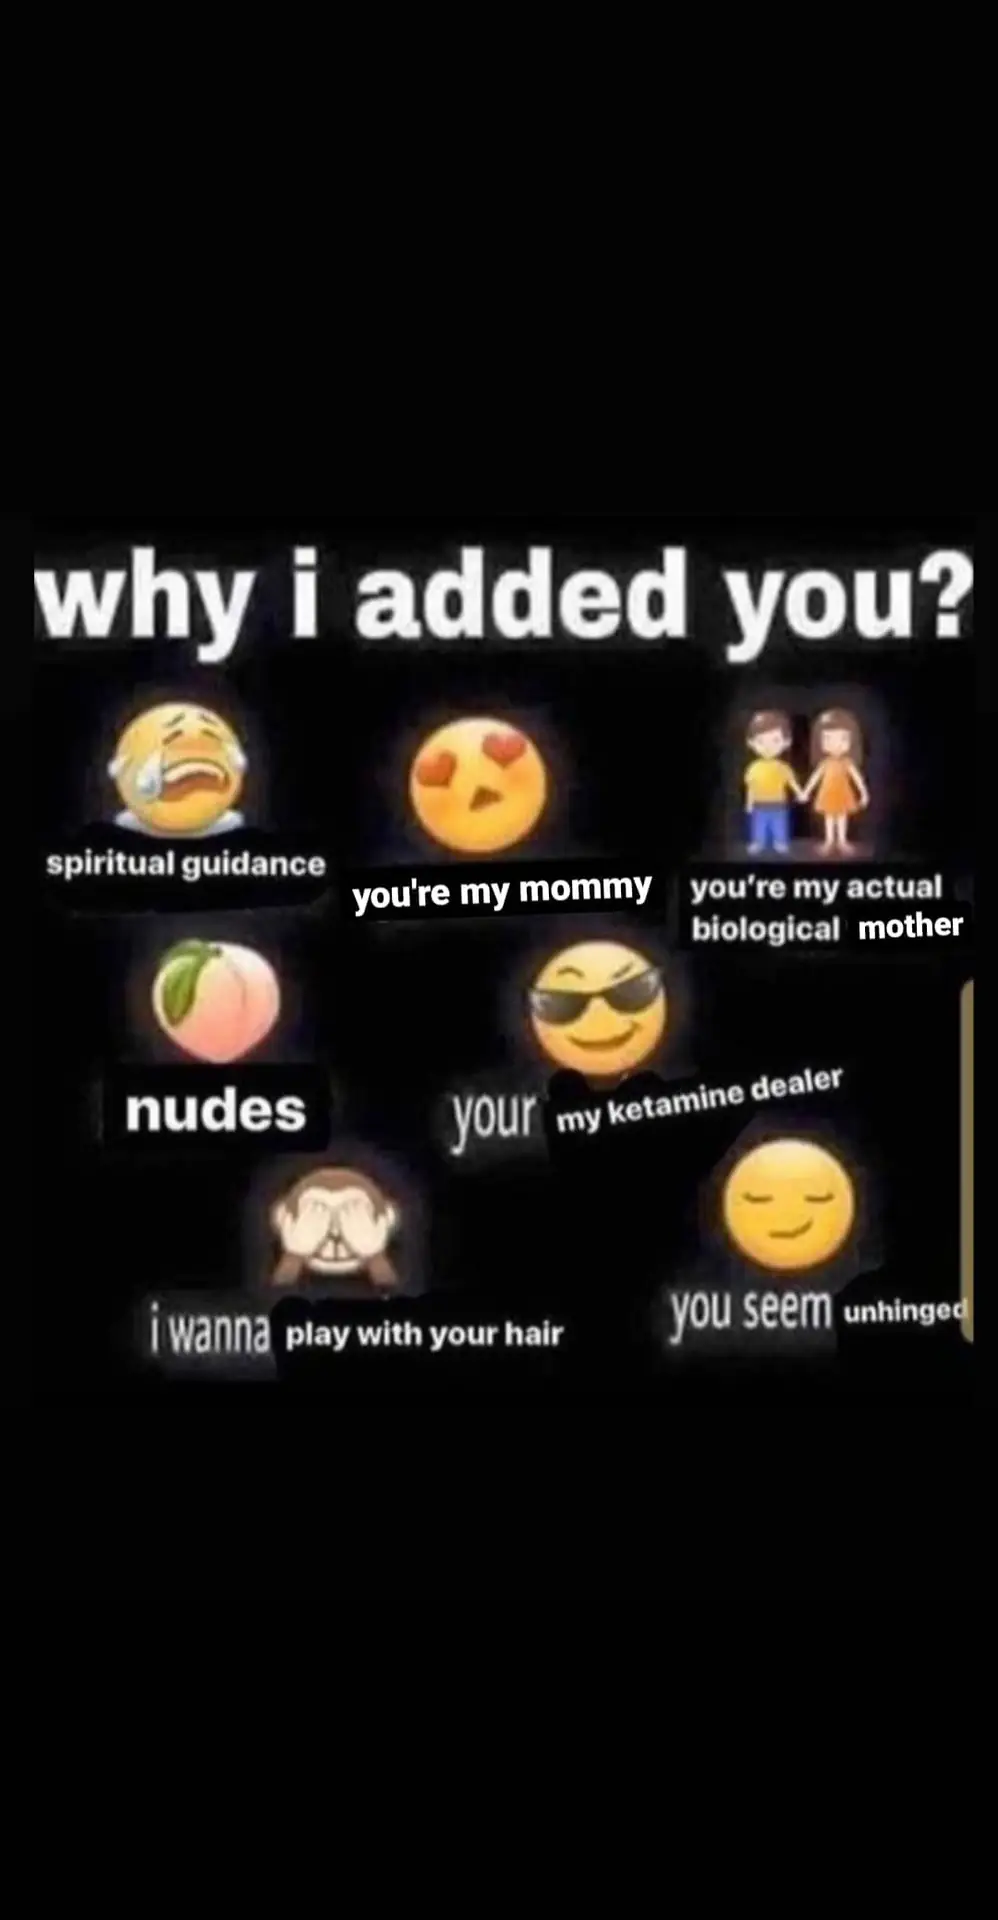 why i added you?
spiritual guidance
you're my mommy
you're my actual
biological mother
nudes
your my ketamine dealer
i wanna play with your hair
you seem unhinged